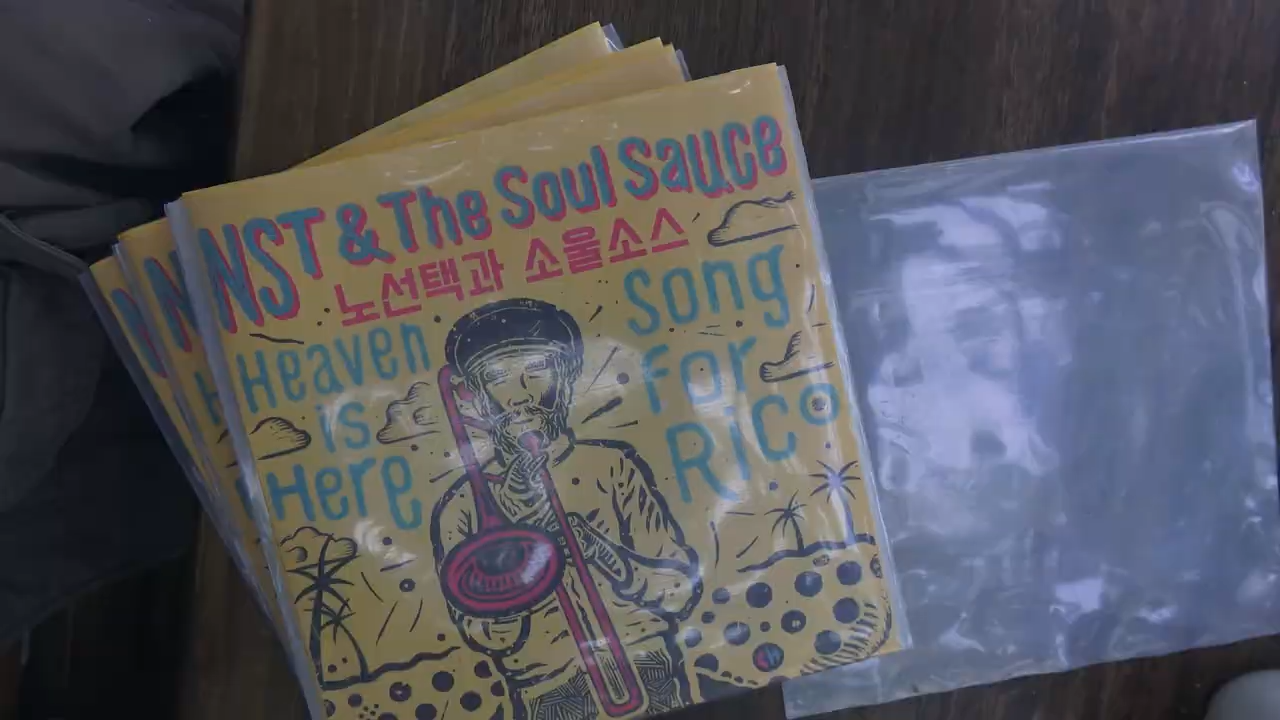 NST & The Soul Sauce
노선택과 소울소스
Heaven
is
Here
Song
for
Rico